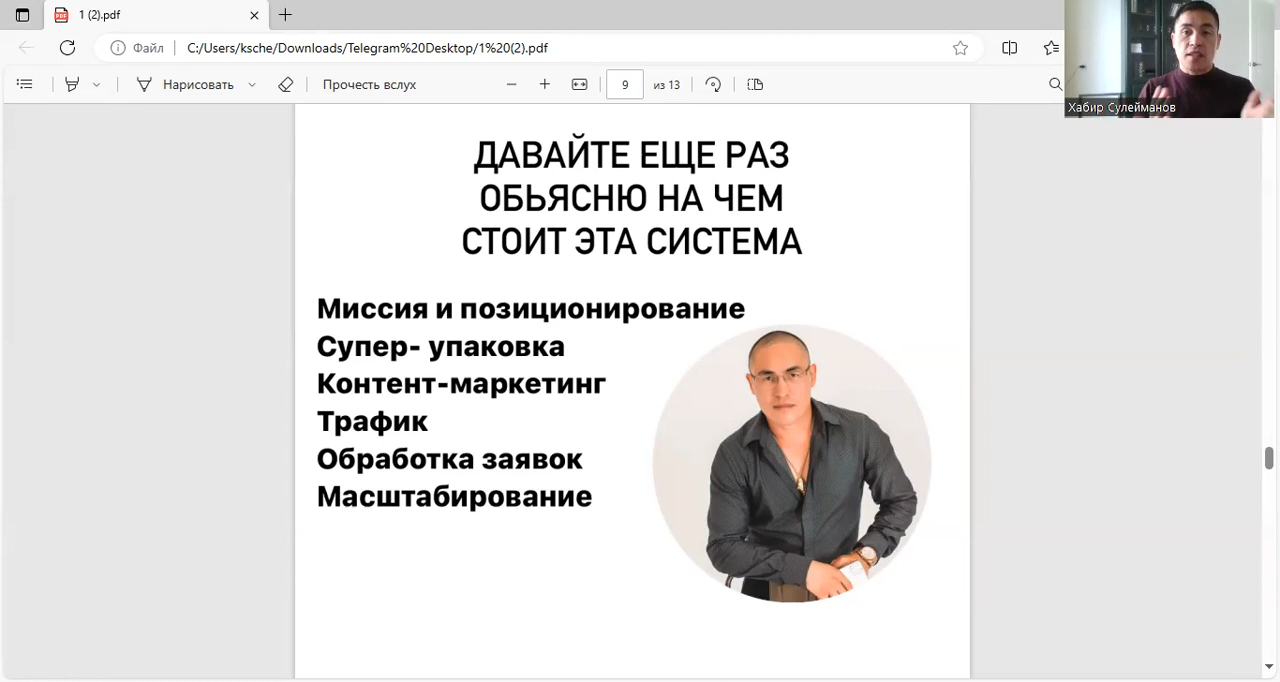 1 (2).pdf
Файл
C:/Users/ksche/Downloads/Telegram%20Desktop/1%20(2).pdf
Нарисовать
Прочесть вслух
9 из 13
Хабир Сулейманов
ДАВАЙТЕ ЕЩЕ РАЗ
ОБЬЯСНЮ НА ЧЕМ
СТОИТ ЭТА СИСТЕМА
Миссия и позиционирование
Супер- упаковка
Контент-маркетинг
Трафик
Обработка заявок
Масштабирование